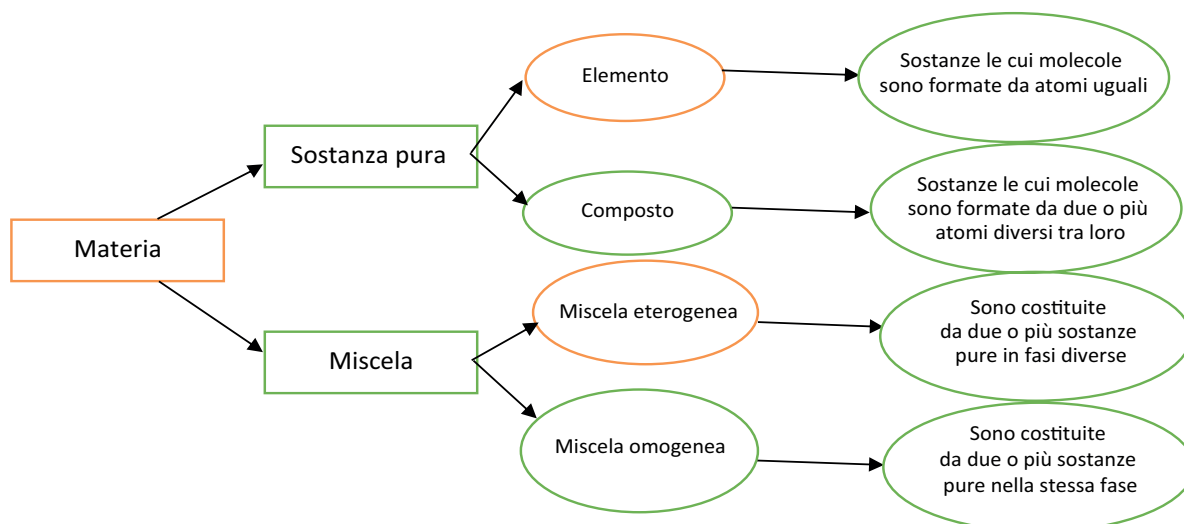 Materia
Sostanza pura
Miscela
Elemento
Composto
Miscela eterogenea
Miscela omogenea
Sostanze le cui molecole
sono formate da atomi uguali
Sostanze le cui molecole
sono formate da due o più
atomi diversi tra loro
Sono costituite
da due o più sostanze
pure in fasi diverse
Sono costituite
da due o più sostanze
pure nella stessa fase